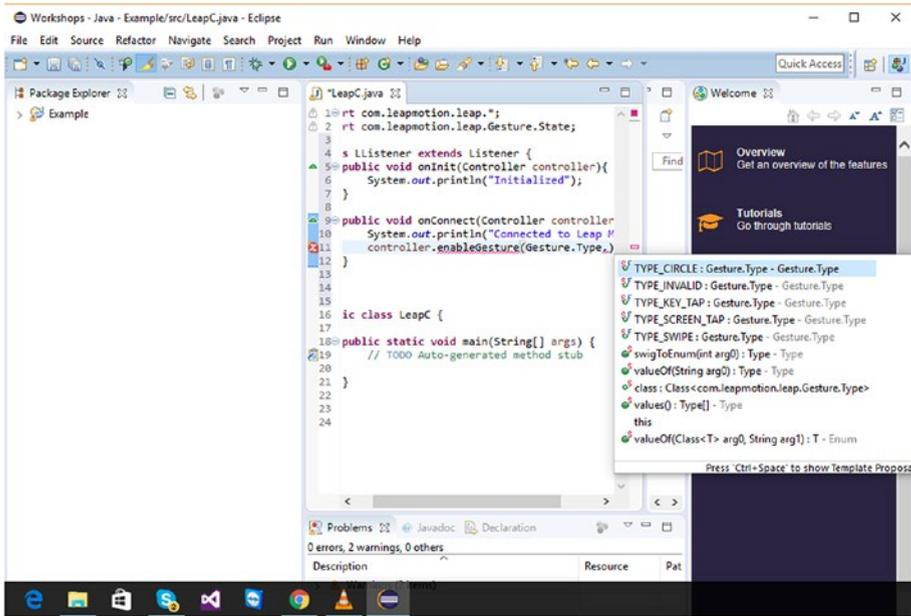 Workshops - Java - Example/src/LeapC.java - Eclipse
File Edit Source Refactor Navigate Search Project Run Window Help
Quick Access
Package Explorer
Example
*LeapC.java
1 rt com.leapmotion.leap.*;
2 rt com.leapmotion.leap.Gesture.State;
3
4 s LListener extends Listener {
5 public void onInit(Controller controller){
6 System.out.println("Initialized");
7 }
8
9 public void onConnect(Controller controller
10 System.out.println("Connected to Leap M
11 controller.enableGesture(Gesture.Type.)
12 }
13
14
15
16 ic class LeapC {
17
18 public static void main(String[] args) {
19 // TODO Auto-generated method stub
20
21 }
22
23
24
Find
Welcome
Overview
Get an overview of the features
Tutorials
Go through tutorials
TYPE_CIRCLE : Gesture.Type - Gesture.Type
TYPE_INVALID : Gesture.Type - Gesture.Type
TYPE_KEY_TAP : Gesture.Type - Gesture.Type
TYPE_SCREEN_TAP : Gesture.Type - Gesture.Type
TYPE_SWIPE : Gesture.Type - Gesture.Type
swigToEnum(int arg0) : Type - Type
valueOf(String arg0) : Type - Type
class : Class<com.leapmotion.leap.Gesture.Type>
values() : Type[] - Type
this
valueOf(Class<T> arg0, String arg1) : T - Enum
Press 'Ctrl+Space' to show Template Proposa
Problems Javadoc Declaration
0 errors, 2 warnings, 0 others
Description Resource Pat
Warnings (2 items)